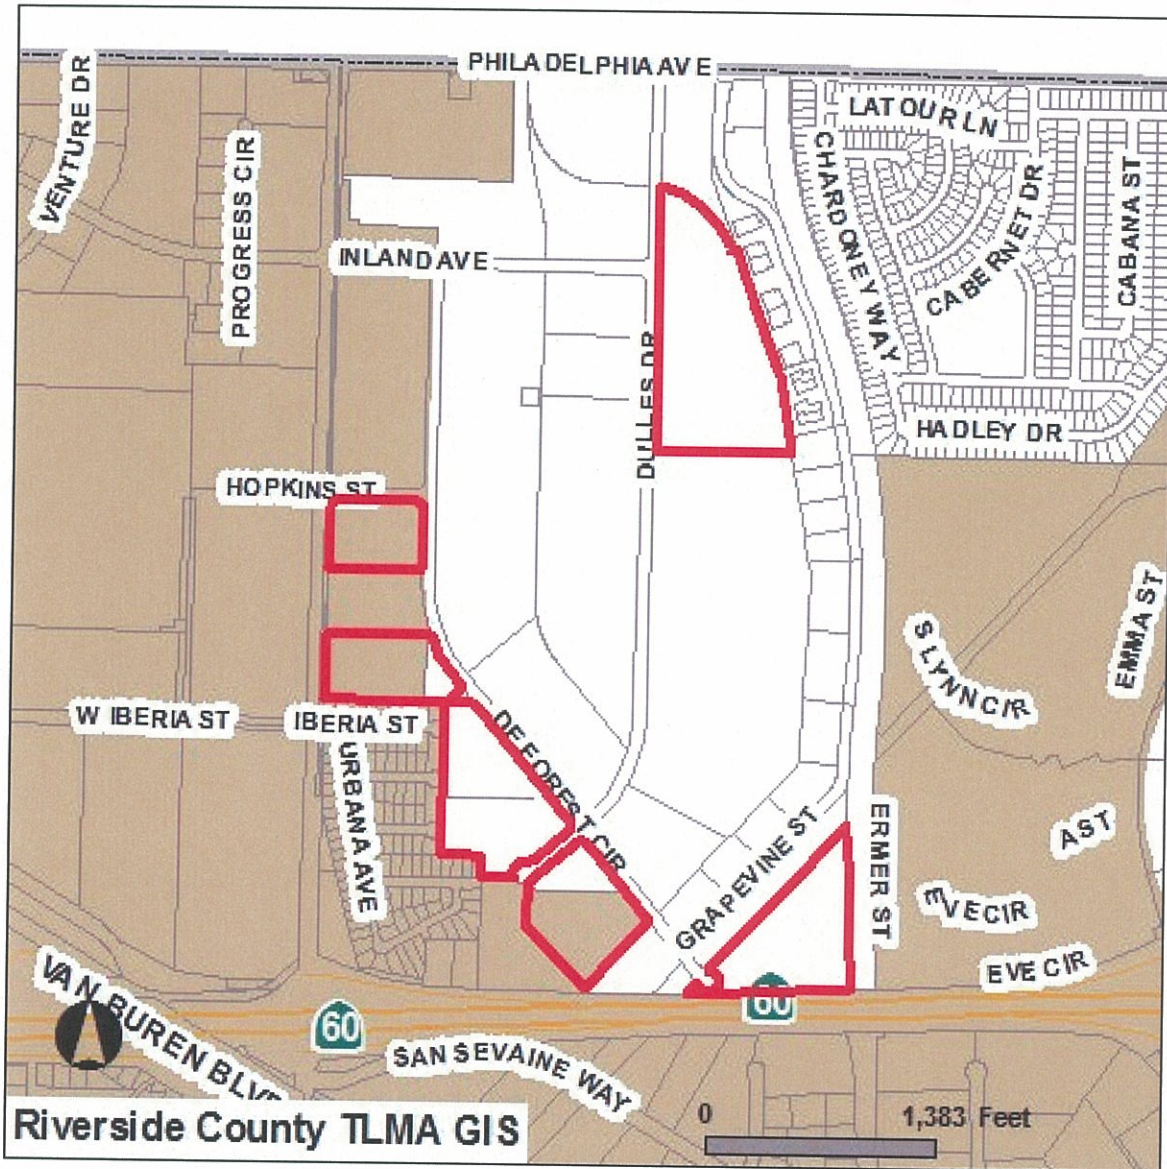 PHILADELPHIA AVE
VENTURE DR
PROGRESS CIR
LATOUR LN
CHARDONEY WAY
CABERNET DR
CABANA ST
INLAND AVE
DULLES DR
HADLEY DR
HOPKINS ST
S LYNN CIR
EMMA ST
W IBERIA ST
IBERIA ST
URBANA AVE
DEFOREST CIR
GRAPEVINE ST
ERMER ST
A ST
EVE CIR
EVE CIR
VAN BUREN BLVD
60
60
SAN SEVAINE WAY
Riverside County TLMA GIS
0 1,383 Feet